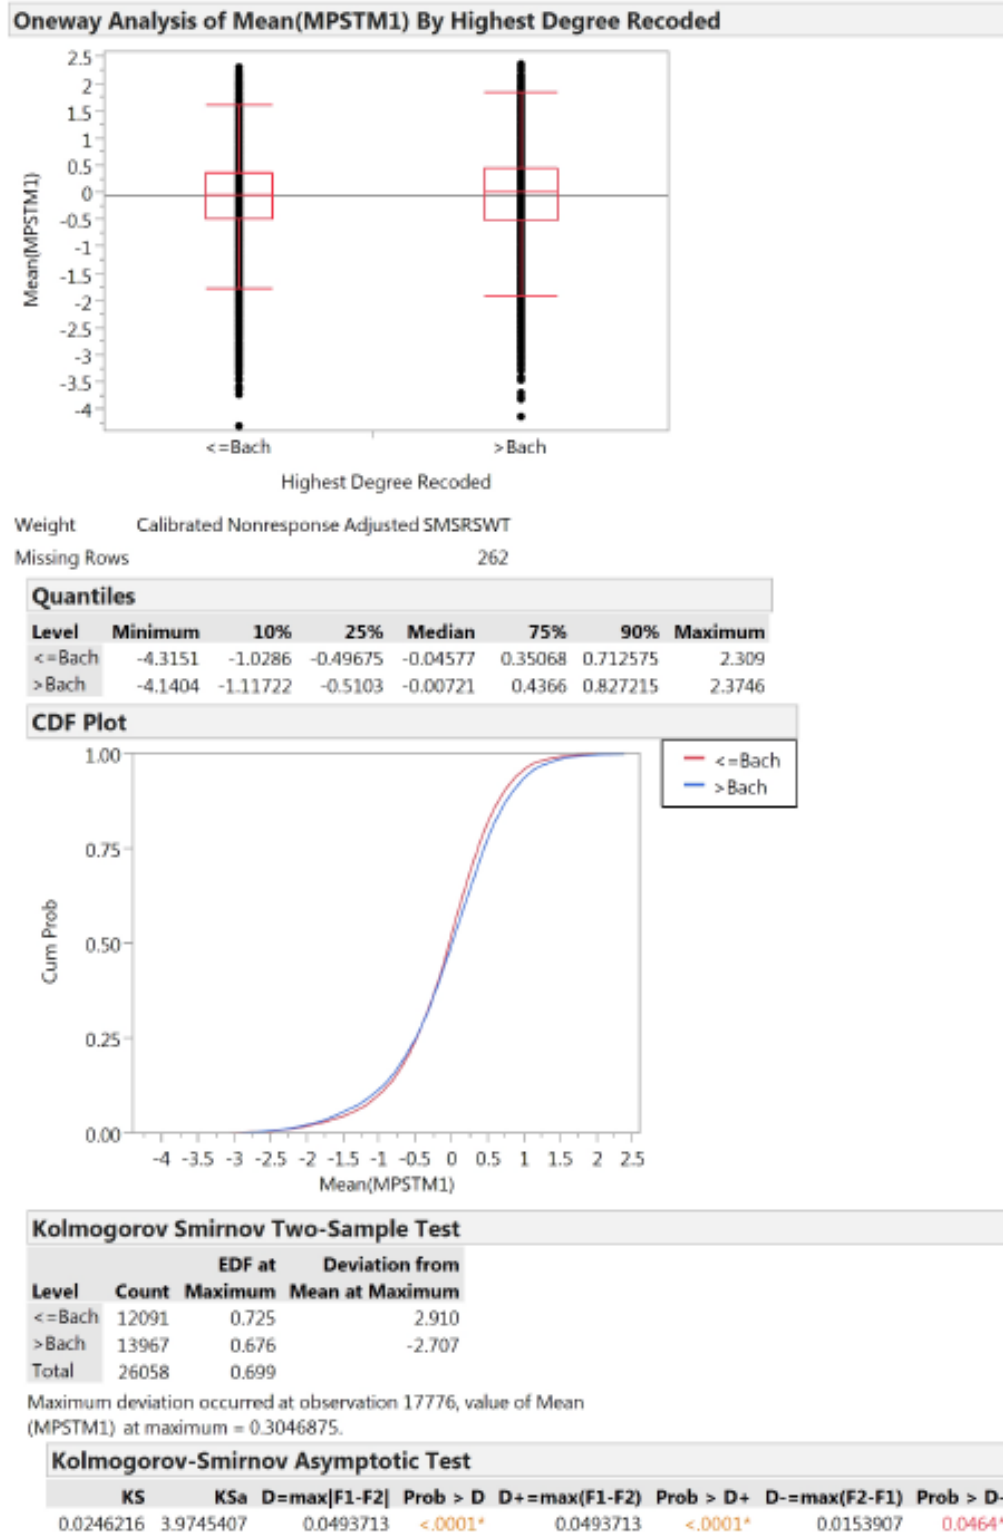 Oneway Analysis of Mean(MPSTM1) By Highest Degree Recoded
2.5
2
1.5
1
0.5
0
-0.5
-1
-1.5
-2
-2.5
-3
-3.5
-4
Mean(MPSTM1)
<=Bach >Bach
Highest Degree Recoded
Weight Calibrated Nonresponse Adjusted SMSRSWT
Missing Rows 262
Quantiles
Level Minimum 10% 25% Median 75% 90% Maximum
<=Bach -4.3151 -1.0286 -0.49675 -0.04577 0.35068 0.712575 2.309
>Bach -4.1404 -1.11722 -0.5103 -0.00721 0.4366 0.827215 2.3746
CDF Plot
<=Bach
>Bach
1.00
0.75
0.50
0.25
0.00
Cum Prob
-4 -3.5 -3 -2.5 -2 -1.5 -1 -0.5 0 0.5 1 1.5 2 2.5
Mean(MPSTM1)
Kolmogorov Smirnov Two-Sample Test
EDF at Deviation from
Level Count Maximum Mean at Maximum
<=Bach 12091 0.725 2.910
>Bach 13967 0.676 -2.707
Total 26058 0.699
Maximum deviation occurred at observation 17776, value of Mean
(MPSTM1) at maximum = 0.3046875.
Kolmogorov-Smirnov Asymptotic Test
KS KSa D=max|F1-F2| Prob > D D+=max(F1-F2) Prob > D+ D-=max(F2-F1) Prob > D-
0.0246216 3.9745407 0.0493713 <.0001* 0.0493713 <.0001* 0.0153907 0.0464